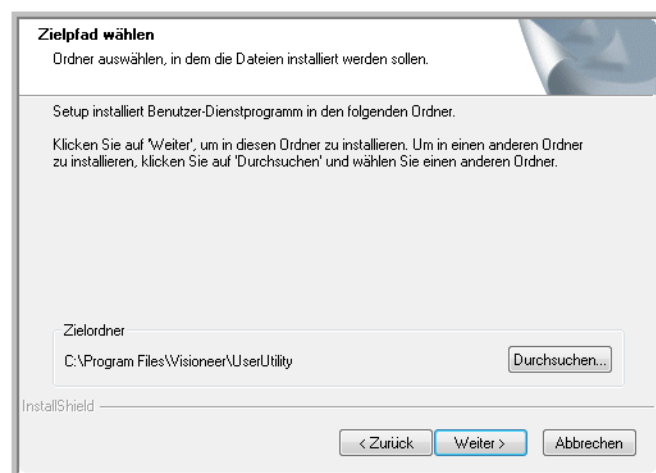 Zielpfad wählen
Ordner auswählen, in dem die Dateien installiert werden sollen.
Setup installiert Benutzer-Dienstprogramm in den folgenden Ordner.
Klicken Sie auf 'Weiter', um in diesen Ordner zu installieren. Um in einen anderen Ordner
zu installieren, klicken Sie auf 'Durchsuchen' und wählen Sie einen anderen Ordner.
Zielordner
C:\Program Files\Visioneer\UserUtility
Durchsuchen...
InstallShield
< Zurück Weiter > Abbrechen